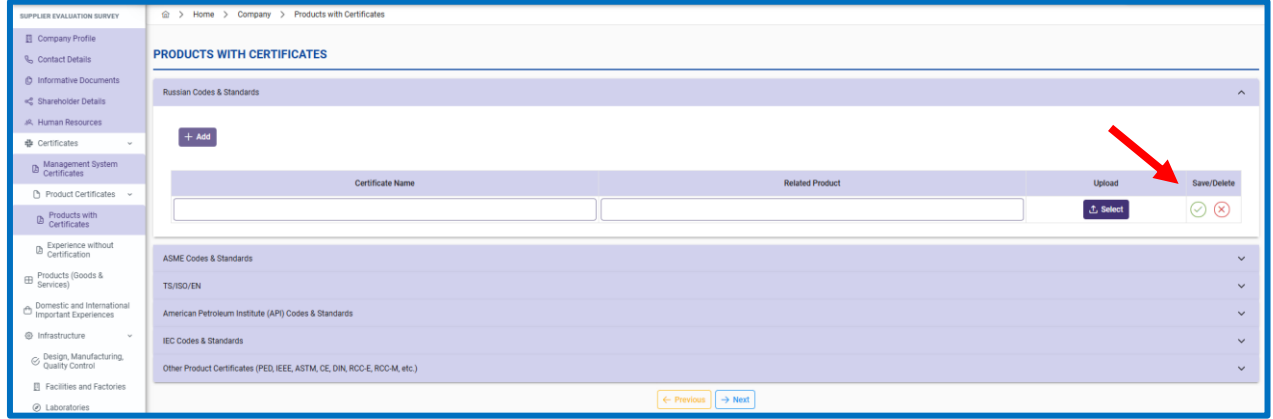 SUPPLIER EVALUATION SURVEY
Company Profile
Contact Details
Informative Documents
Shareholder Details
Human Resources
Certificates
Management System
Certificates
Product Certificates
Products with
Certificates
Experience without
Certification
Products (Goods &
Services)
Domestic and International
Important Experiences
Infrastructure
Design, Manufacturing,
Quality Control
Facilities and Factories
Laboratories
> Home > Company > Products with Certificates
PRODUCTS WITH CERTIFICATES
Russian Codes & Standards
+ Add
Certificate Name Related Product Upload Save/Delete
Select
ASME Codes & Standards
TS/ISO/EN
American Petroleum Institute (API) Codes & Standards
IEC Codes & Standards
Other Product Certificates (PED, IEEE, ASTM, CE, DIN, RCC-E, RCC-M, etc.)
← Previous → Next